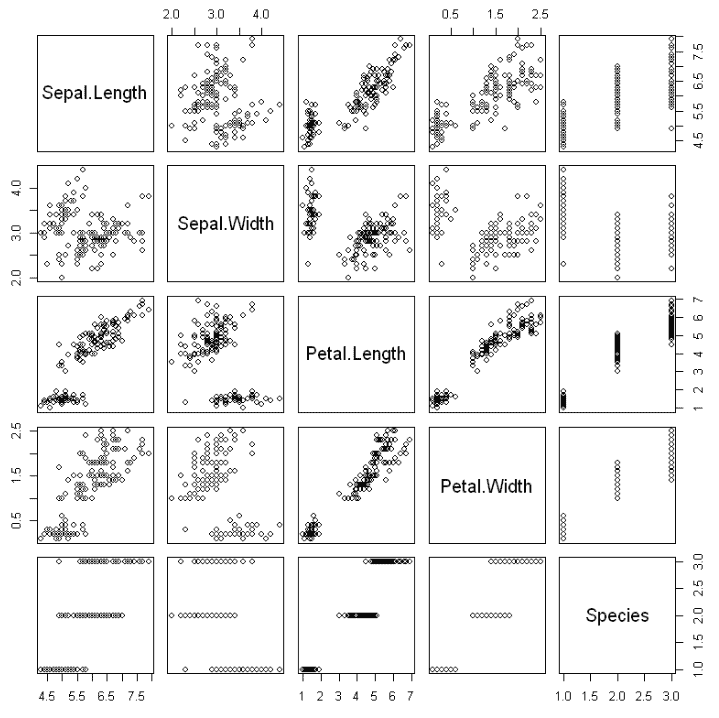 2.0 3.0 4.0
0.5 1.5 2.5
Sepal.Length
4.5 5.5 6.5 7.5
2.0 3.0 4.0
Sepal.Width
Petal.Length
1 2 3 4 5 6 7
0.5 1.5 2.5
Petal.Width
Species
1.0 1.5 2.0 2.5 3.0
4.5 5.5 6.5 7.5
1 2 3 4 5 6 7
1.0 1.5 2.0 2.5 3.0